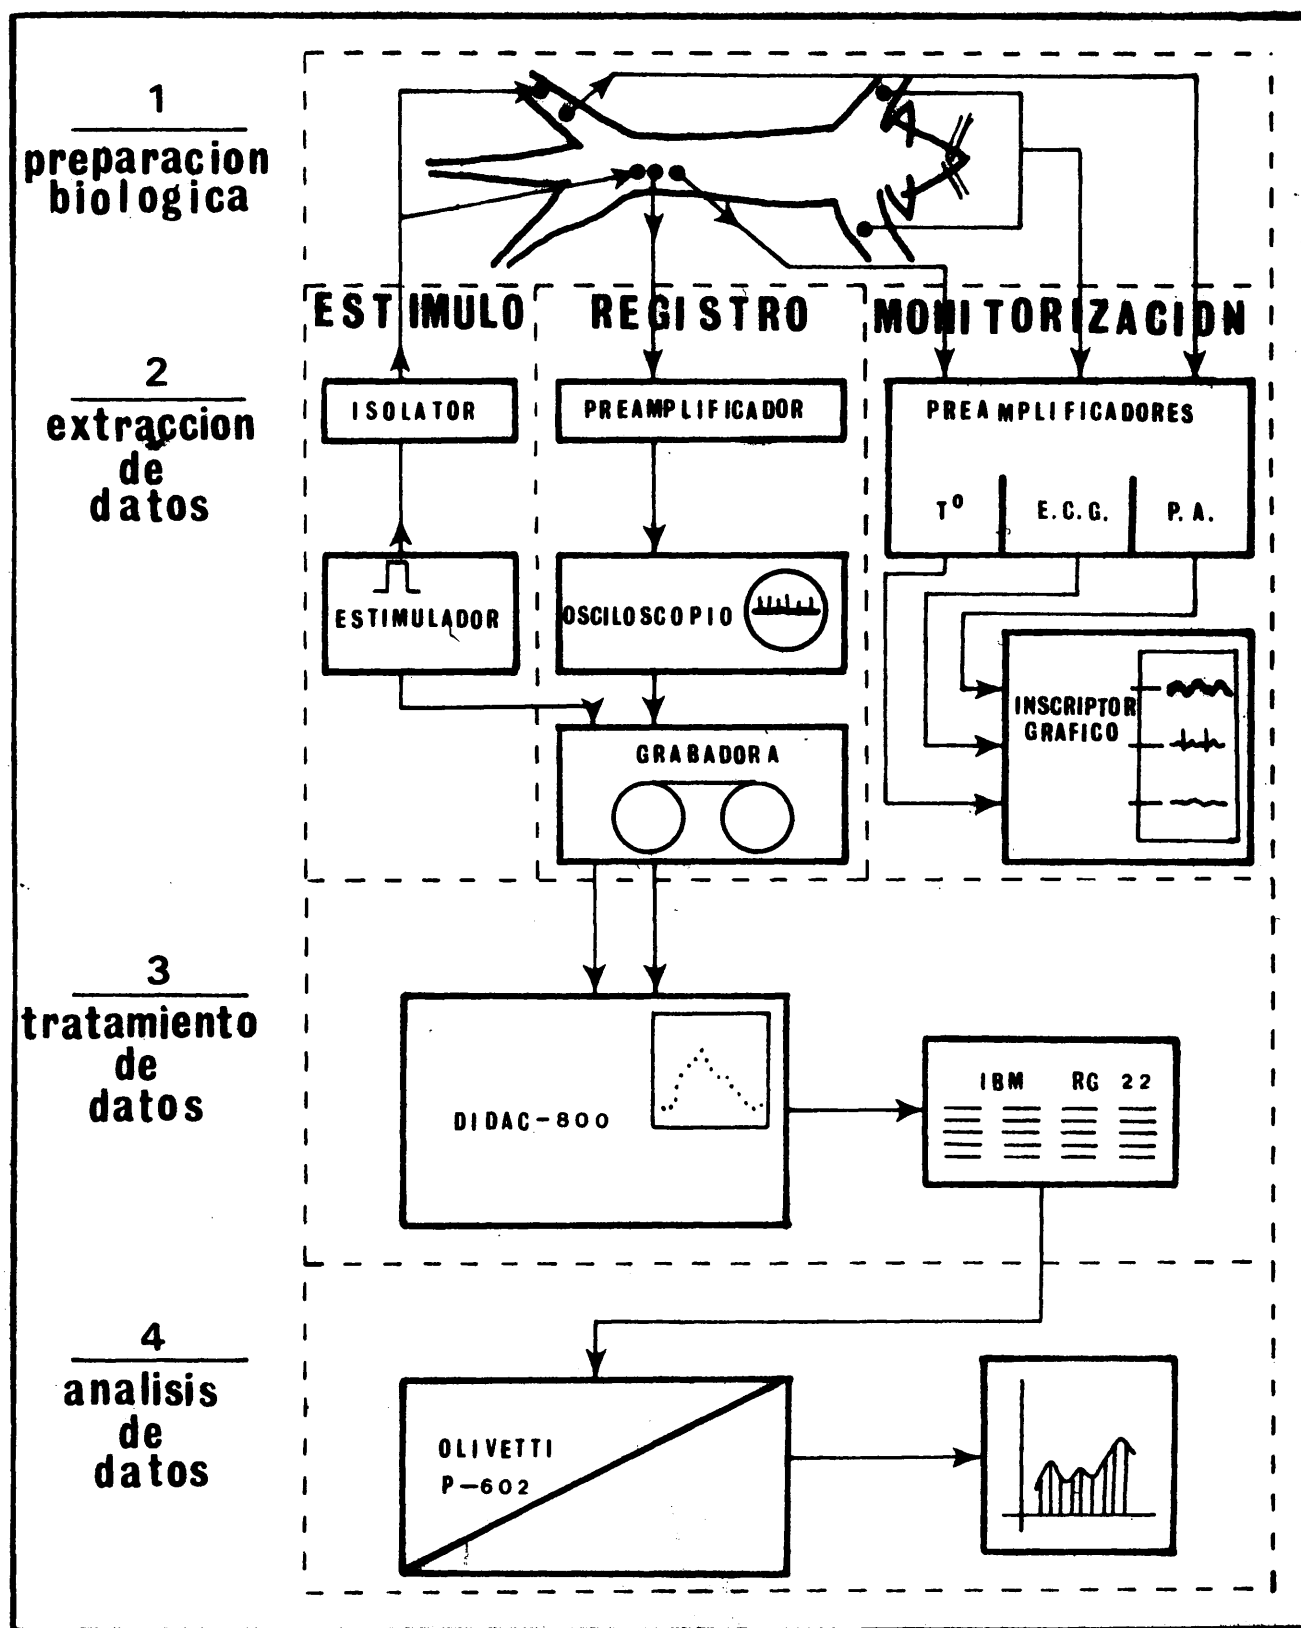 1
preparacion
biologica
ESTIMULO
REGISTRO
MONITORIZACION
2
extraccion
de
datos
ISOLATOR
PREAMPLIFICADOR
PREAMPLIFICADORES
Tº
E.C.G.
P.A.
ESTIMULADOR
OSCILOSCOPIO
INSCRIPTOR
GRAFICO
GRABADORA
3
tratamiento
de
datos
DIDAC-800
IBM RG 22
4
analisis
de
datos
OLIVETTI
P-602